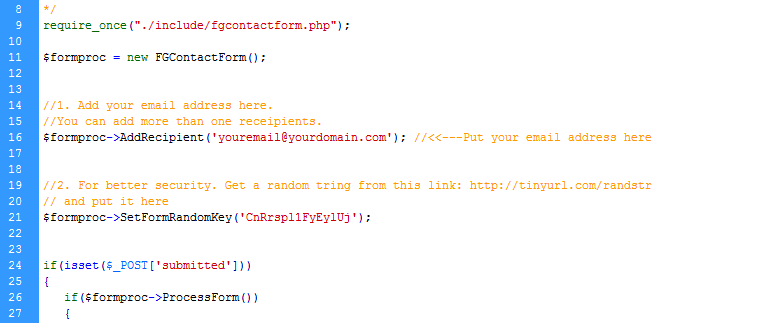 8 */
9 require_once("./include/fgcontactform.php");
10
11 $formproc = new FGContactForm();
12
13
14 //1. Add your email address here.
15 //You can add more than one receipients.
16 $formproc->AddRecipient('youremail@yourdomain.com'); //<<---Put your email address here
17
18
19 //2. For better security. Get a random tring from this link: http://tinyurl.com/randstr
20 // and put it here
21 $formproc->SetFormRandomKey('CnRrspl1FyEylUj');
22
23
24 if(isset($_POST['submitted']))
25 {
26 if($formproc->ProcessForm())
27 {